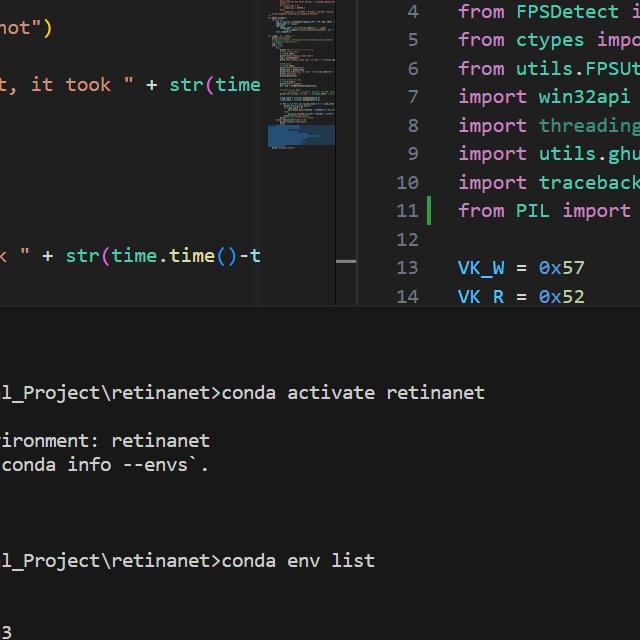 not")
t, it took " + str(time
k " + str(time.time()-t
4 from FPSDetect i
5 from ctypes impo
6 from utils.FPSUt
7 import win32api
8 import threading
9 import utils.ghu
10 import traceback
11 from PIL import
12
13 VK_W = 0x57
14 VK_R = 0x52
al_Project\retinanet>conda activate retinanet
ironment: retinanet
conda info --envs`.
al_Project\retinanet>conda env list
3